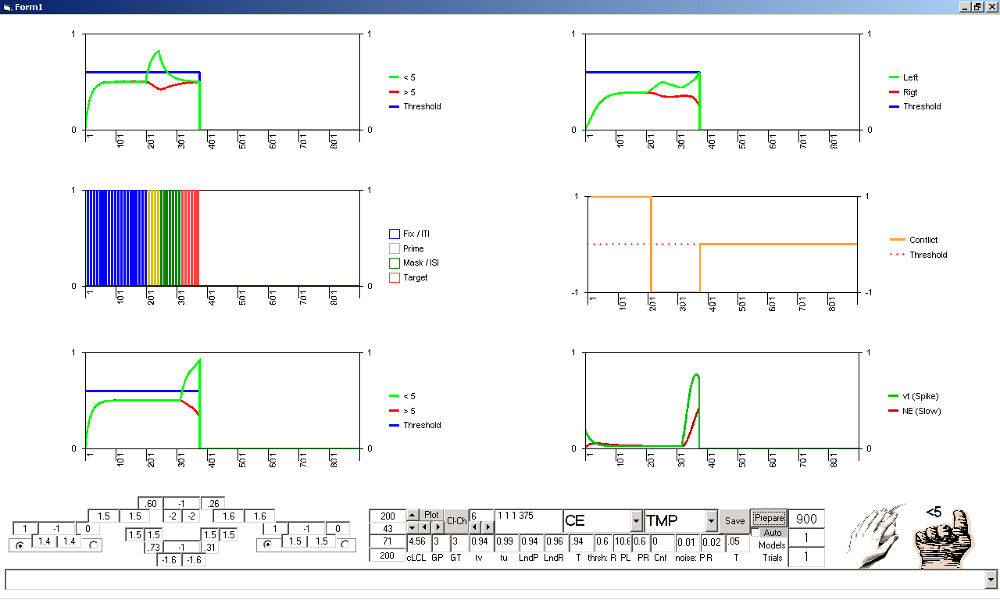 Form1
1 1
< 5
> 5
Threshold
0 0
1 101 201 301 401 501 601 701 801
1 1
Left
Rigt
Threshold
0 0
1 101 201 301 401 501 601 701 801
1
Fix / ITI
Prime
Mask / ISI
Target
0 0
1 101 201 301 401 501 601 701 801
1 1
Conflict
Threshold
-1 -1
1 101 201 301 401 501 601 701 801
1 1
< 5
> 5
Threshold
0 0
1 101 201 301 401 501 601 701 801
1 1
vt (Spike)
NE (Slow)
0 0
1 101 201 301 401 501 601 701 801
.60 -1 .26
1.5 1.5 -2 -2 1.6 1.6
1 -1 0 1.5 1.5 1.5 1.5 1 -1 0
1.4 1.4 .73 -1 .31 1.5 1.5
-1.6 -1.6
200 Plot Cl-Ch 6 1 1 1 375 CE TMP Save Prepare 900
43 Auto 1
71 4.56 3 3 0.94 0.99 0.94 0.96 .94 0.6 10.6 0.6 0 0.01 0.02 .05 Models
200 cLCL GP GT tv tu LndP LndR T thrsh: R PL PR Cnf noise: P R T Trials 1
<5